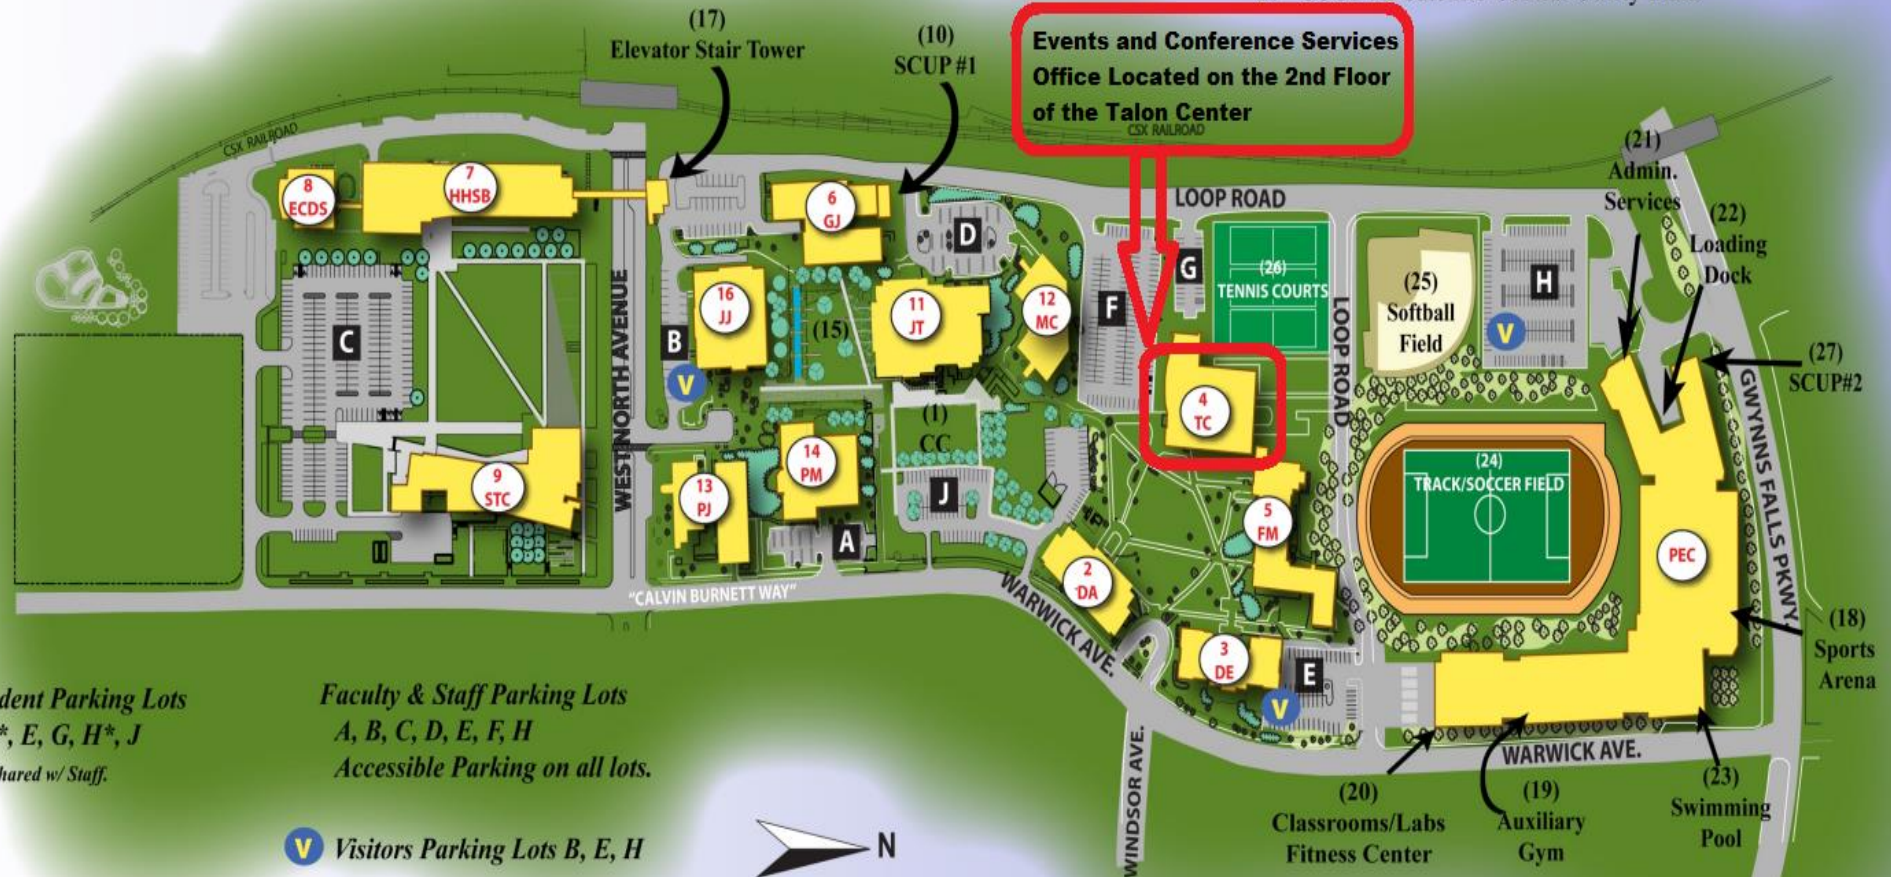 (17)
Elevator Stair Tower
(10)
SCUP #1
Events and Conference Services
Office Located on the 2nd Floor
of the Talon Center
CSX RAILROAD
CSX RAILROAD
(21)
Admin.
Services
(22)
Loading
Dock
LOOP ROAD
8
ECDS
7
HHSB
6
GJ
D
G
(26)
TENNIS COURTS
(25)
Softball
Field
H
V
C
WEST NORTH AVENUE
B
V
16
JJ
(15)
11
JT
12
MC
F
LOOP ROAD
(27)
SCUP#2
GWYNNS FALLS PKWY.
4
TC
(1)
CC
9
STC
13
PJ
14
PM
J
A
5
FM
(24)
TRACK/SOCCER FIELD
PEC
"CALVIN BURNETT WAY"
WARWICK AVE.
2
DA
3
DE
E
V
(18)
Sports
Arena
WARWICK AVE.
WINDSOR AVE.
(20)
Classrooms/Labs
Fitness Center
(19)
Auxiliary
Gym
(23)
Swimming
Pool
Parking Lots
*, E, G, H*, J
w/ Staff.
Faculty & Staff Parking Lots
A, B, C, D, E, F, H
Accessible Parking on all lots.
V Visitors Parking Lots B, E, H
N